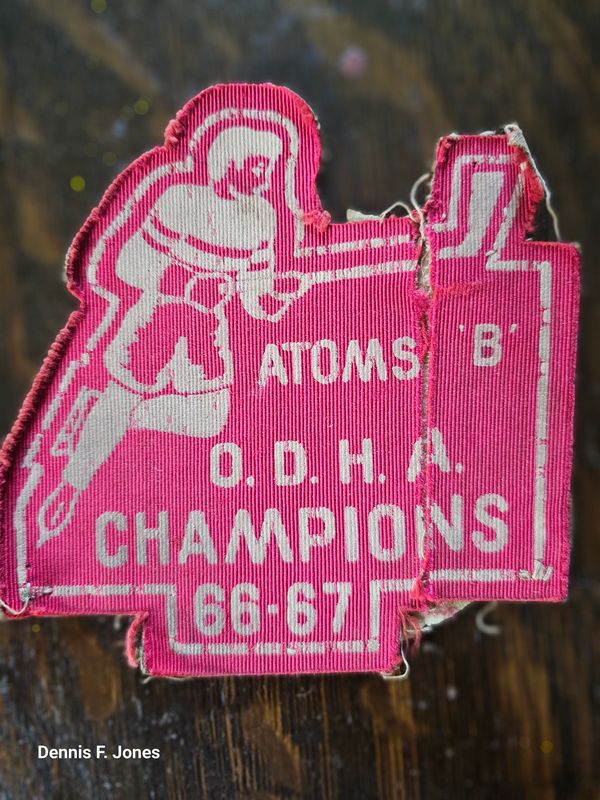 ATOMS 'B'
O. D. H. A.
CHAMPIONS
66-67
Dennis F. Jones